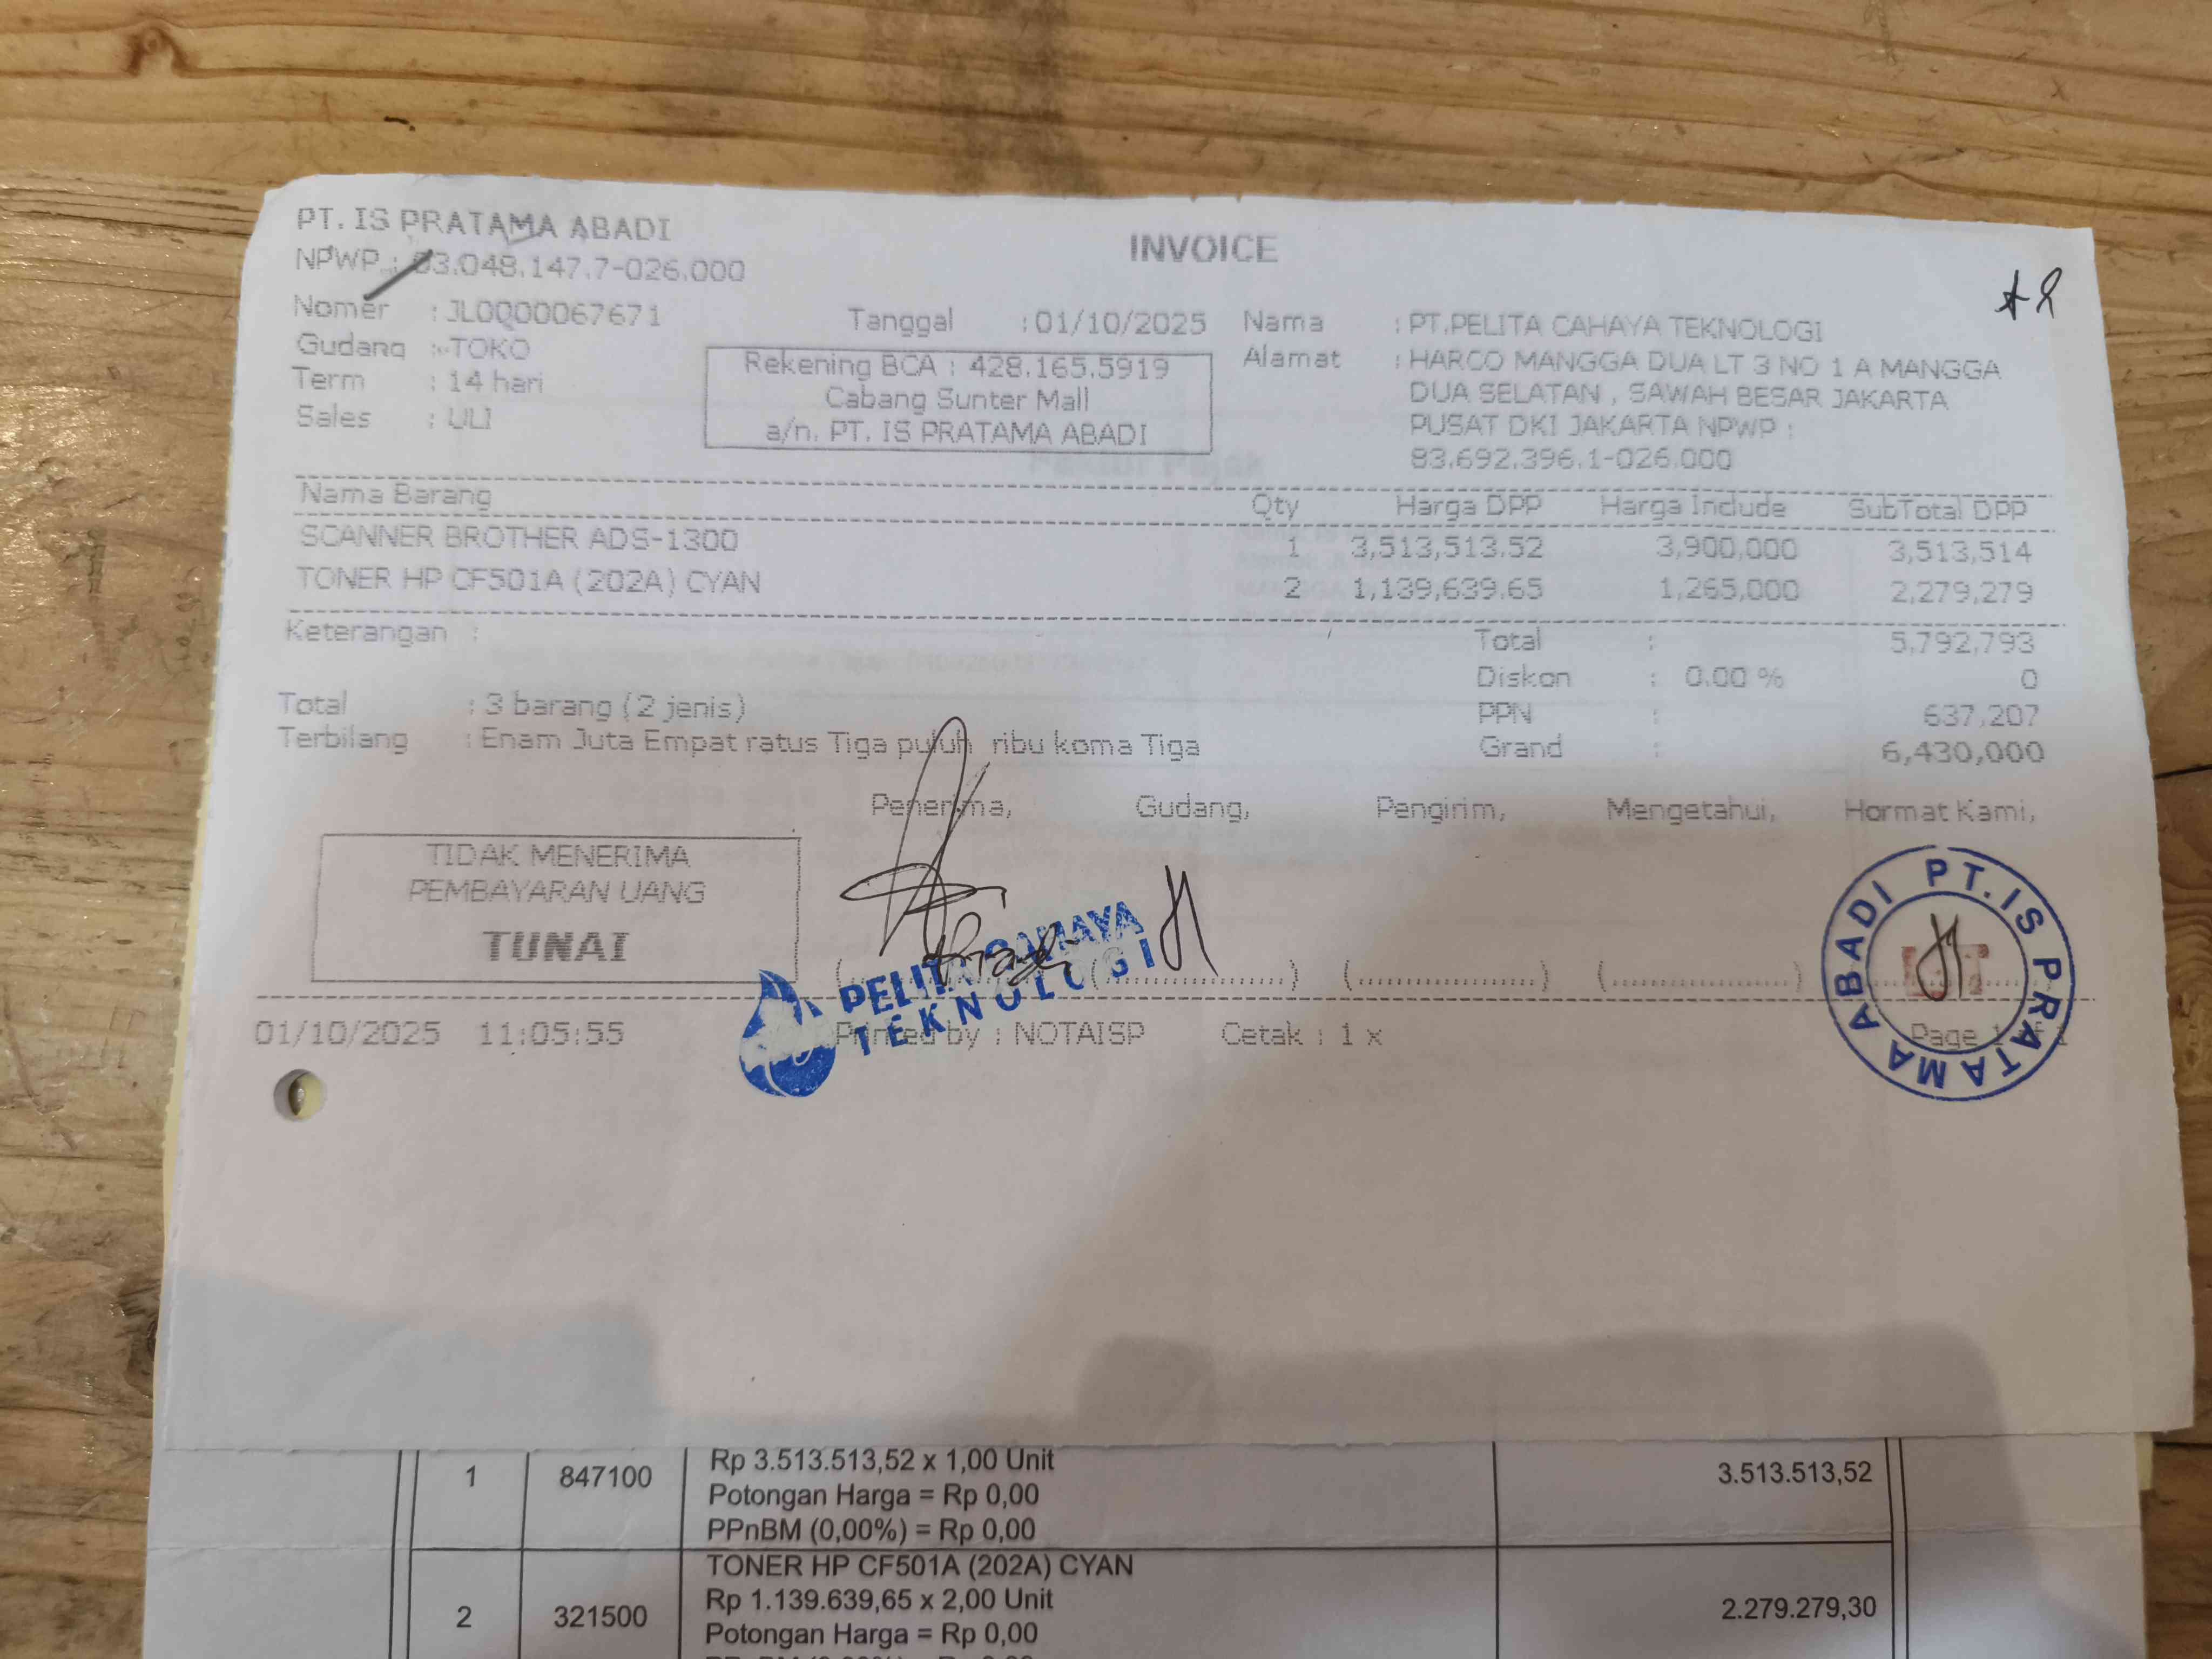 PT. IS PRATAMA ABADI
INVOICE
NPWP : 03.048.147.7-026.000
Nomer : JL0Q00067671
Tanggal : 01/10/2025
Nama : PT.PELITA CAHAYA TEKNOLOGI
Gudang : TOKO
Term : 14 hari
Sales : ULI
Rekening BCA : 428.165.5919
Cabang Sunter Mall
a/n. PT. IS PRATAMA ABADI
Alamat : HARCO MANGGA DUA LT 3 NO 1 A MANGGA
DUA SELATAN , SAWAH BESAR JAKARTA
PUSAT DKI JAKARTA NPWP :
83.692.396.1-026.000
Nama Barang Qty Harga DPP Harga Include SubTotal DPP
SCANNER BROTHER ADS-1300 1 3,513,513.52 3,900,000 3,513,514
TONER HP CF501A (202A) CYAN 2 1,139,639.65 1,265,000 2,279,279
Keterangan :
Total : 5,792,793
Diskon : 0.00 % 0
Total : 3 barang (2 jenis)
PPN : 637,207
Terbilang : Enam Juta Empat ratus Tiga puluh ribu koma Tiga
Grand : 6,430,000
Penerima, Gudang, Pengirim, Mengetahui, Hormat Kami,
TIDAK MENERIMA
PEMBAYARAN UANG
TUNAI
PELITA CAHAYA
TEKNOLOGI
PT. IS PRATAMA ABADI
01/10/2025 11:05:55 Printed by : NOTAISP Cetak : 1 x Page 1 of 1
1 847100 Rp 3.513.513,52 x 1,00 Unit 3.513.513,52
Potongan Harga = Rp 0,00
PPnBM (0,00%) = Rp 0,00
TONER HP CF501A (202A) CYAN
2 321500 Rp 1.139.639,65 x 2,00 Unit 2.279.279,30
Potongan Harga = Rp 0,00